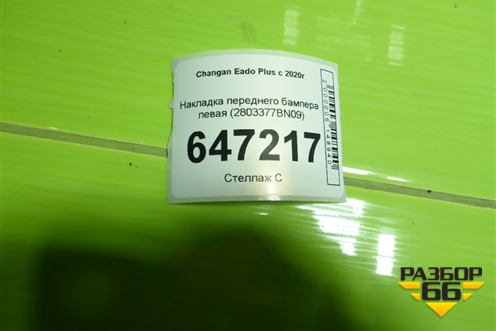 Changan Eado Plus с 2020г
Накладка переднего бампера
левая (2803377BN09)
647217
Стеллаж С
РАЗБОР
66